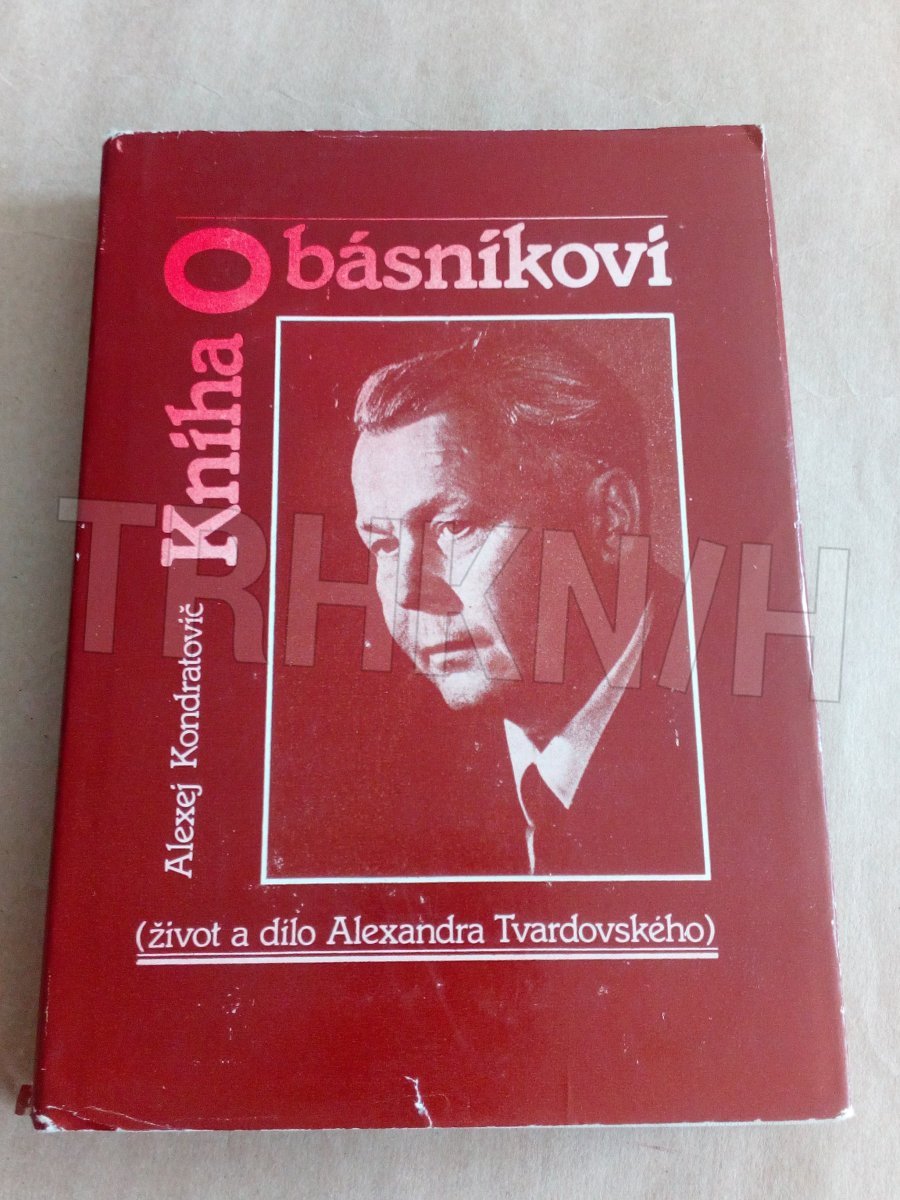 Kniha O básníkovi
Alexej Kondratovič
(život a dílo Alexandra Tvardovského)
TRHKNIH